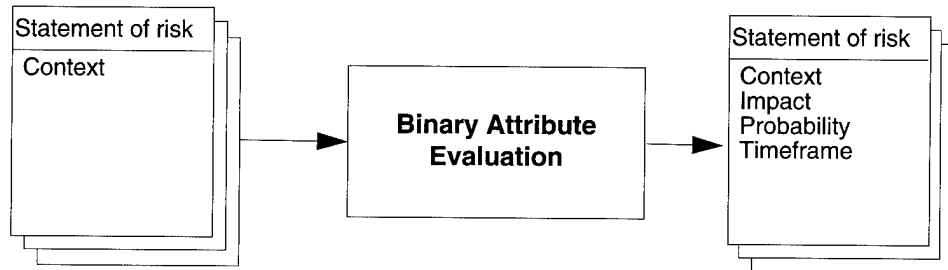 Statement of risk
Context
Binary Attribute
Evaluation
Statement of risk
Context
Impact
Probability
Timeframe